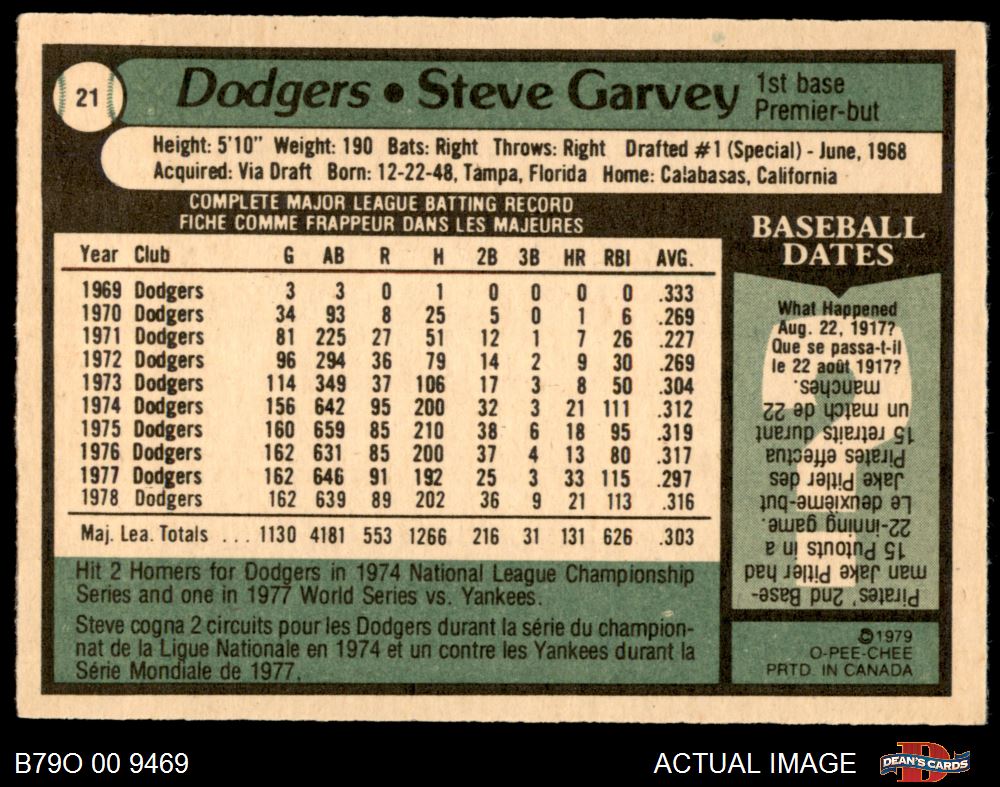 21
Dodgers • Steve Garvey
1st base
Premier-but
Height: 5'10" Weight: 190 Bats: Right Throws: Right Drafted #1 (Special) - June, 1968
Acquired: Via Draft Born: 12-22-48, Tampa, Florida Home: Calabasas, California
COMPLETE MAJOR LEAGUE BATTING RECORD
FICHE COMME FRAPPEUR DANS LES MAJEURES
Year Club G AB R H 2B 3B HR RBI AVG.
1969 Dodgers 3 3 0 1 0 0 0 0 .333
1970 Dodgers 34 93 8 25 5 0 1 6 .269
1971 Dodgers 81 225 27 51 12 1 7 26 .227
1972 Dodgers 96 294 36 79 14 2 9 30 .269
1973 Dodgers 114 349 37 106 17 3 8 50 .304
1974 Dodgers 156 642 95 200 32 3 21 111 .312
1975 Dodgers 160 659 85 210 38 6 18 95 .319
1976 Dodgers 162 631 85 200 37 4 13 80 .317
1977 Dodgers 162 646 91 192 25 3 33 115 .297
1978 Dodgers 162 639 89 202 36 9 21 113 .316
Maj. Lea. Totals ... 1130 4181 553 1266 216 31 131 626 .303
Hit 2 Homers for Dodgers in 1974 National League Championship
Series and one in 1977 World Series vs. Yankees.
Steve cogna 2 circuits pour les Dodgers durant la série du champion-
nat de la Ligue Nationale en 1974 et un contre les Yankees durant la
Série Mondiale de 1977.
BASEBALL
DATES
What Happened
Aug. 22, 1917?
Que se passa-t-il
le 22 août 1917?
Pirates' 2nd Base-
man Jake Pitler had
15 Putouts in a
22-inning game.
Le deuxième-but
Jake Pitler des
Pirates effectua
15 retraits durant
un match de 22
manches.
©1979
O-PEE-CHEE
PRTD. IN CANADA
B79O 00 9469
ACTUAL IMAGE
D
DEAN'S CARDS